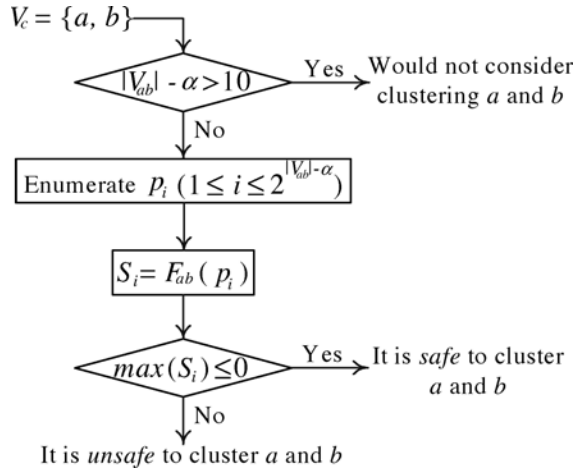 V_c = {a, b}
|V_ab| - α > 10
Yes
Would not consider
clustering a and b
No
Enumerate p_i (1 ≤ i ≤ 2^{|V_ab|-α})
S_i = F_ab ( p_i )
max(S_i) ≤ 0
Yes
It is safe to cluster
a and b
No
It is unsafe to cluster a and b